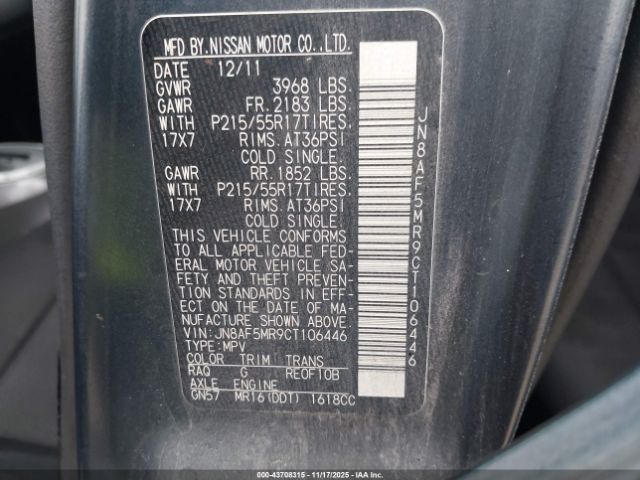 MFD BY.NISSAN MOTOR CO.,LTD.
DATE 12/11
GVWR 3968 LBS.
GAWR FR.2183 LBS.
WITH P215/55R17TIRES.
17X7 RIMS.AT36PSI
COLD SINGLE.
GAWR RR.1852 LBS.
WITH P215/55R17TIRES.
17X7 RIMS.AT36PSI
COLD SINGLE.
THIS VEHICLE CONFORMS
TO ALL APPLICABLE FED-
ERAL MOTOR VEHICLE SA-
FETY AND THEFT PREVEN-
TION STANDARDS IN EFF-
ECT ON THE DATE OF MA-
NUFACTURE SHOWN ABOVE.
VIN:JN8AF5MR9CT106446
TYPE:MPV
COLOR TRIM TRANS
RAQ G RE0F10B
AXLE ENGINE
GN57 MR16(DDT) 1618CC
JN8AF5MR9CT106446
© 000-43708315 - 11/17/2025 - IAA Inc.